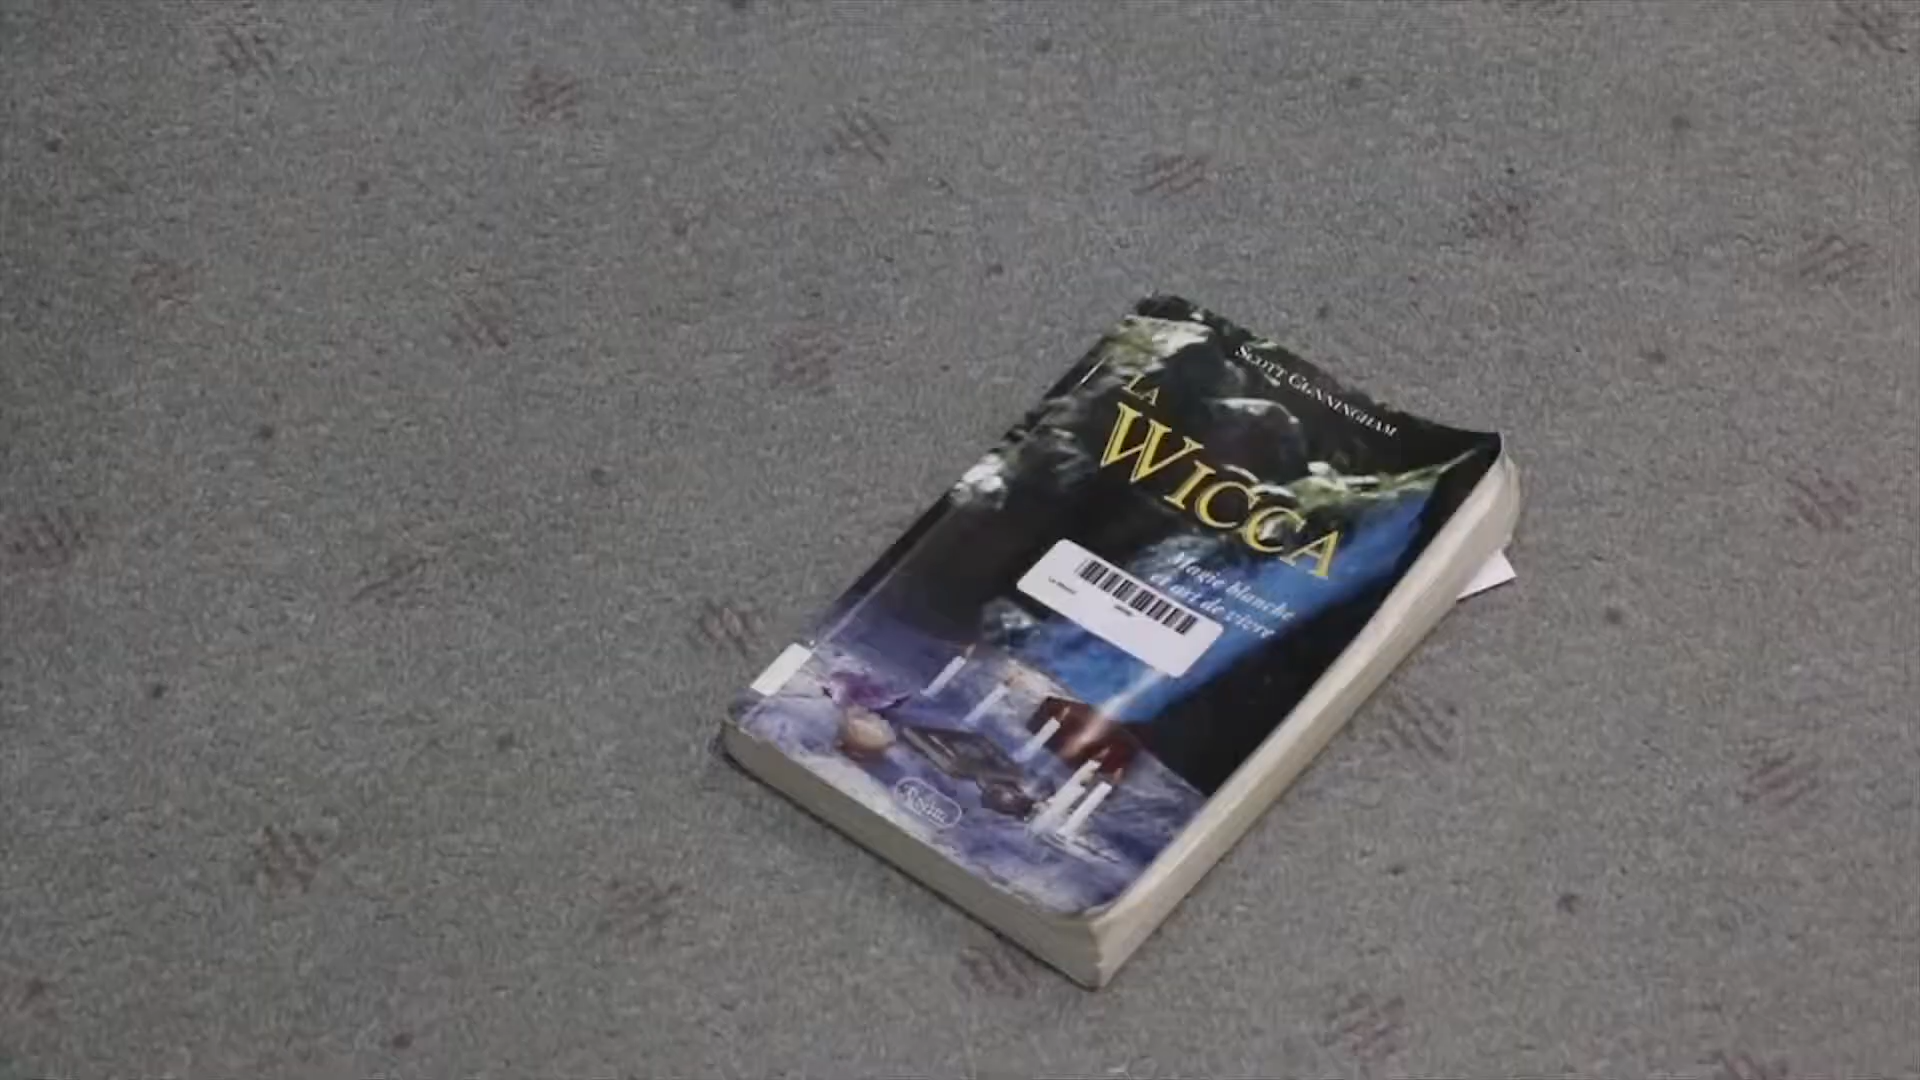 SCOTT CUNNINGHAM
LA
WICCA
Magie blanche
et art de vivre